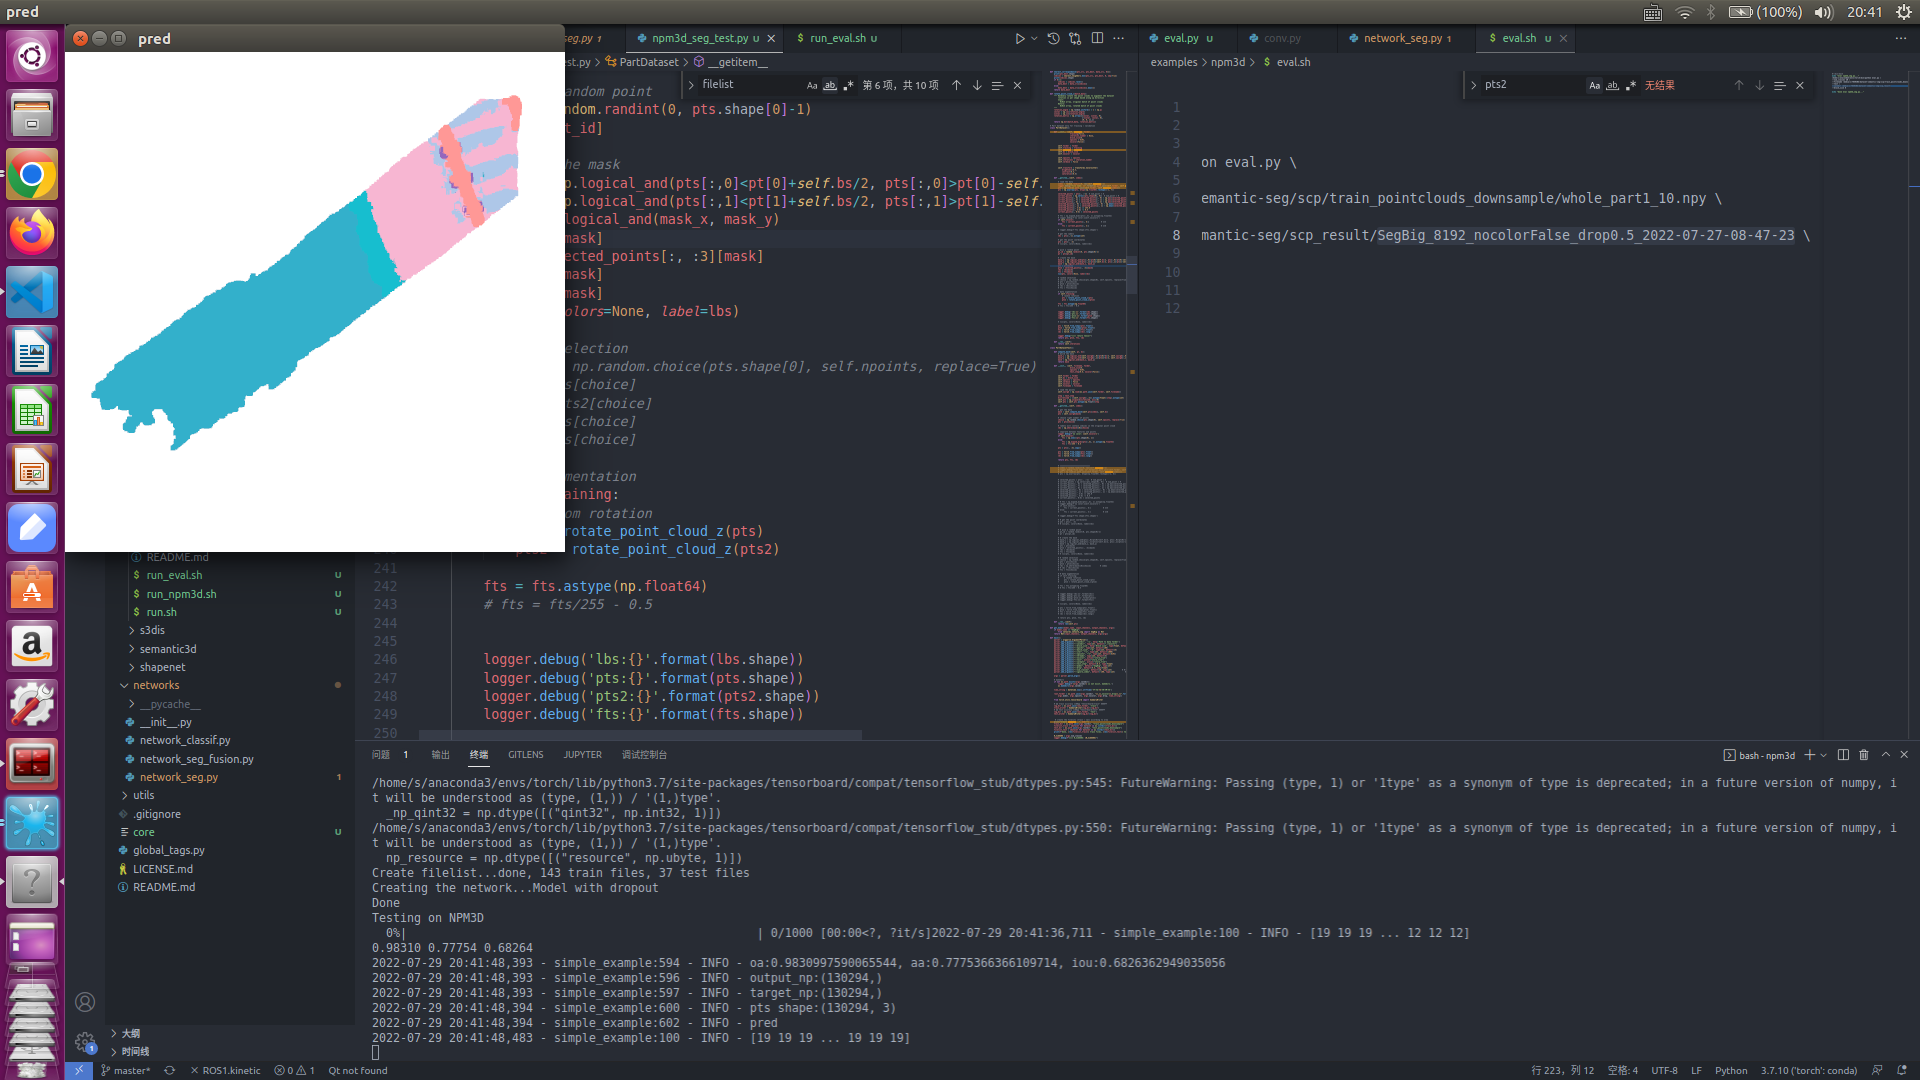 pred
(100%)
20:41
pred
seg.py 1
npm3d_seg_test.py U
run_eval.sh U
eval.py U
conv.py
network_seg.py 1
eval.sh U
est.py > PartDataset > __getitem__
examples > npm3d > $ eval.sh
filelist
第 6 项，共 10 项
pts2
无结果
andom point
ndom.randint(0, pts.shape[0]-1)
t_id]
he mask
p.logical_and(pts[:,0]<pt[0]+self.bs/2, pts[:,0]>pt[0]-self.
p.logical_and(pts[:,1]<pt[1]+self.bs/2, pts[:,1]>pt[1]-self.
logical_and(mask_x, mask_y)
mask]
ected_points[:, :3][mask]
mask]
mask]
olors=None, label=lbs)
election
np.random.choice(pts.shape[0], self.npoints, replace=True)
s[choice]
ts2[choice]
s[choice]
s[choice]
mentation
aining:
om rotation
rotate_point_cloud_z(pts)
rotate_point_cloud_z(pts2)
241
242 fts = fts.astype(np.float64)
243 # fts = fts/255 - 0.5
244
245
246 logger.debug('lbs:{}'.format(lbs.shape))
247 logger.debug('pts:{}'.format(pts.shape))
248 logger.debug('pts2:{}'.format(pts2.shape))
249 logger.debug('fts:{}'.format(fts.shape))
250
1
2
3
4 on eval.py \
5
6 emantic-seg/scp/train_pointclouds_downsample/whole_part1_10.npy \
7
8 mantic-seg/scp_result/SegBig_8192_nocolorFalse_drop0.5_2022-07-27-08-47-23 \
9
10
11
12
README.md
$ run_eval.sh U
$ run_npm3d.sh U
$ run.sh U
s3dis
semantic3d
shapenet
networks
__pycache__
__init__.py
network_classif.py
network_seg_fusion.py
network_seg.py 1
utils
.gitignore
core U
global_tags.py
LICENSE.md
README.md
大纲
时间线
问题 1 输出 终端 GITLENS JUPYTER 调试控制台
bash - npm3d
/home/s/anaconda3/envs/torch/lib/python3.7/site-packages/tensorboard/compat/tensorflow_stub/dtypes.py:545: FutureWarning: Passing (type, 1) or '1type' as a synonym of type is deprecated; in a future version of numpy, i
t will be understood as (type, (1,)) / '(1,)type'.
_np_qint32 = np.dtype([("qint32", np.int32, 1)])
/home/s/anaconda3/envs/torch/lib/python3.7/site-packages/tensorboard/compat/tensorflow_stub/dtypes.py:550: FutureWarning: Passing (type, 1) or '1type' as a synonym of type is deprecated; in a future version of numpy, i
t will be understood as (type, (1,)) / '(1,)type'.
np_resource = np.dtype([("resource", np.ubyte, 1)])
Create filelist...done, 143 train files, 37 test files
Creating the network...Model with dropout
Done
Testing on NPM3D
0%| | 0/1000 [00:00<?, ?it/s]2022-07-29 20:41:36,711 - simple_example:100 - INFO - [19 19 19 ... 12 12 12]
0.98310 0.77754 0.68264
2022-07-29 20:41:48,393 - simple_example:594 - INFO - oa:0.9830997590065544, aa:0.7775366366109714, iou:0.6826362949035056
2022-07-29 20:41:48,393 - simple_example:596 - INFO - output_np:(130294,)
2022-07-29 20:41:48,393 - simple_example:597 - INFO - target_np:(130294,)
2022-07-29 20:41:48,394 - simple_example:600 - INFO - pts shape:(130294, 3)
2022-07-29 20:41:48,394 - simple_example:602 - INFO - pred
2022-07-29 20:41:48,483 - simple_example:100 - INFO - [19 19 19 ... 19 19 19]
master* ROS1.kinetic 0 1 Qt not found
行 223，列 12 空格: 4 UTF-8 LF Python 3.7.10 ('torch': conda)